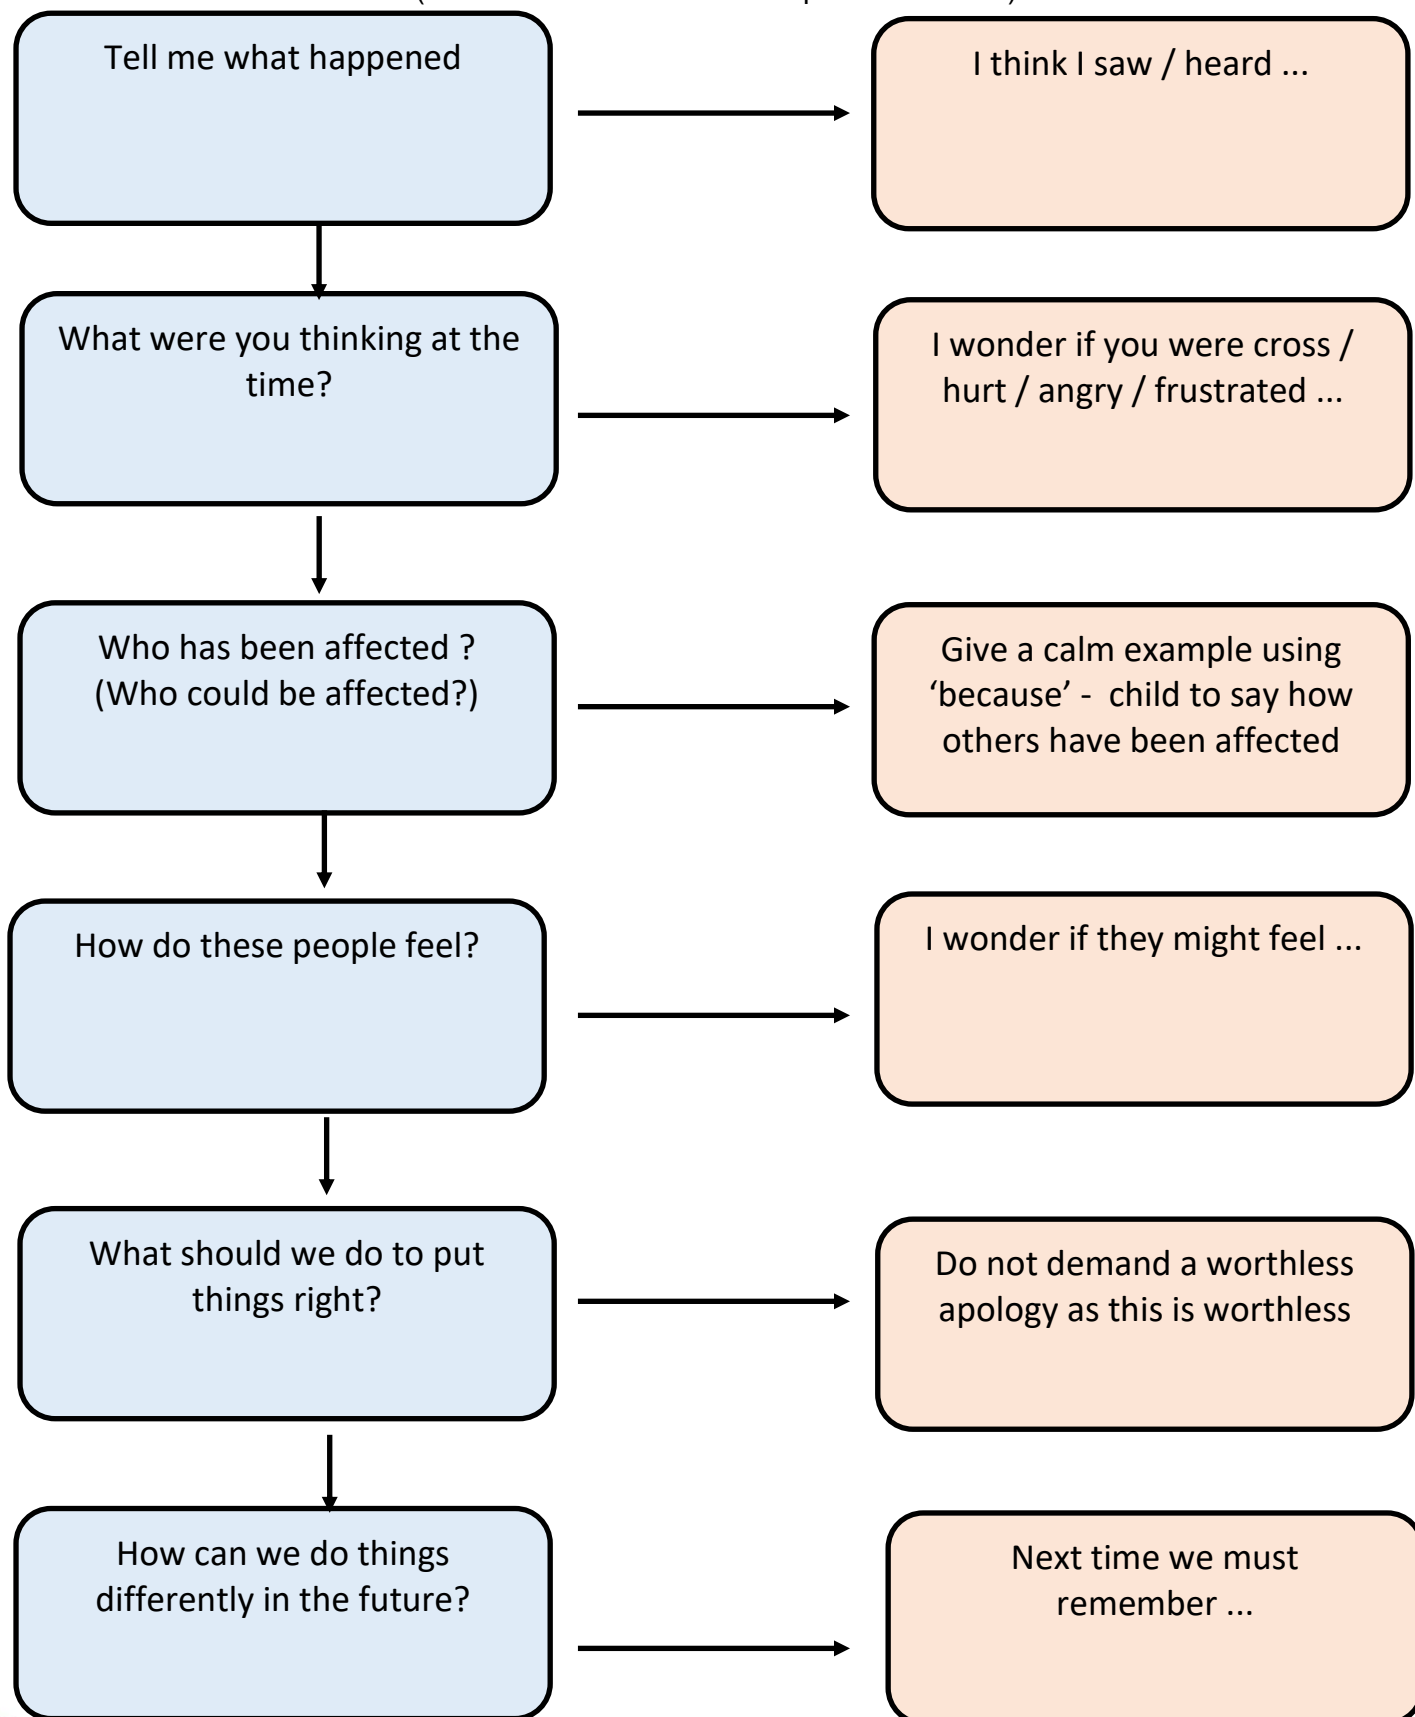 Tell me what happened
I think I saw / heard ...
What were you thinking at the
time?
I wonder if you were cross /
hurt / angry / frustrated ...
Who has been affected ?
(Who could be affected?)
Give a calm example using
‘because’ -  child to say how
others have been affected
How do these people feel?
I wonder if they might feel ...
What should we do to put
things right?
Do not demand a worthless
apology as this is worthless
How can we do things
differently in the future?
Next time we must
remember ...